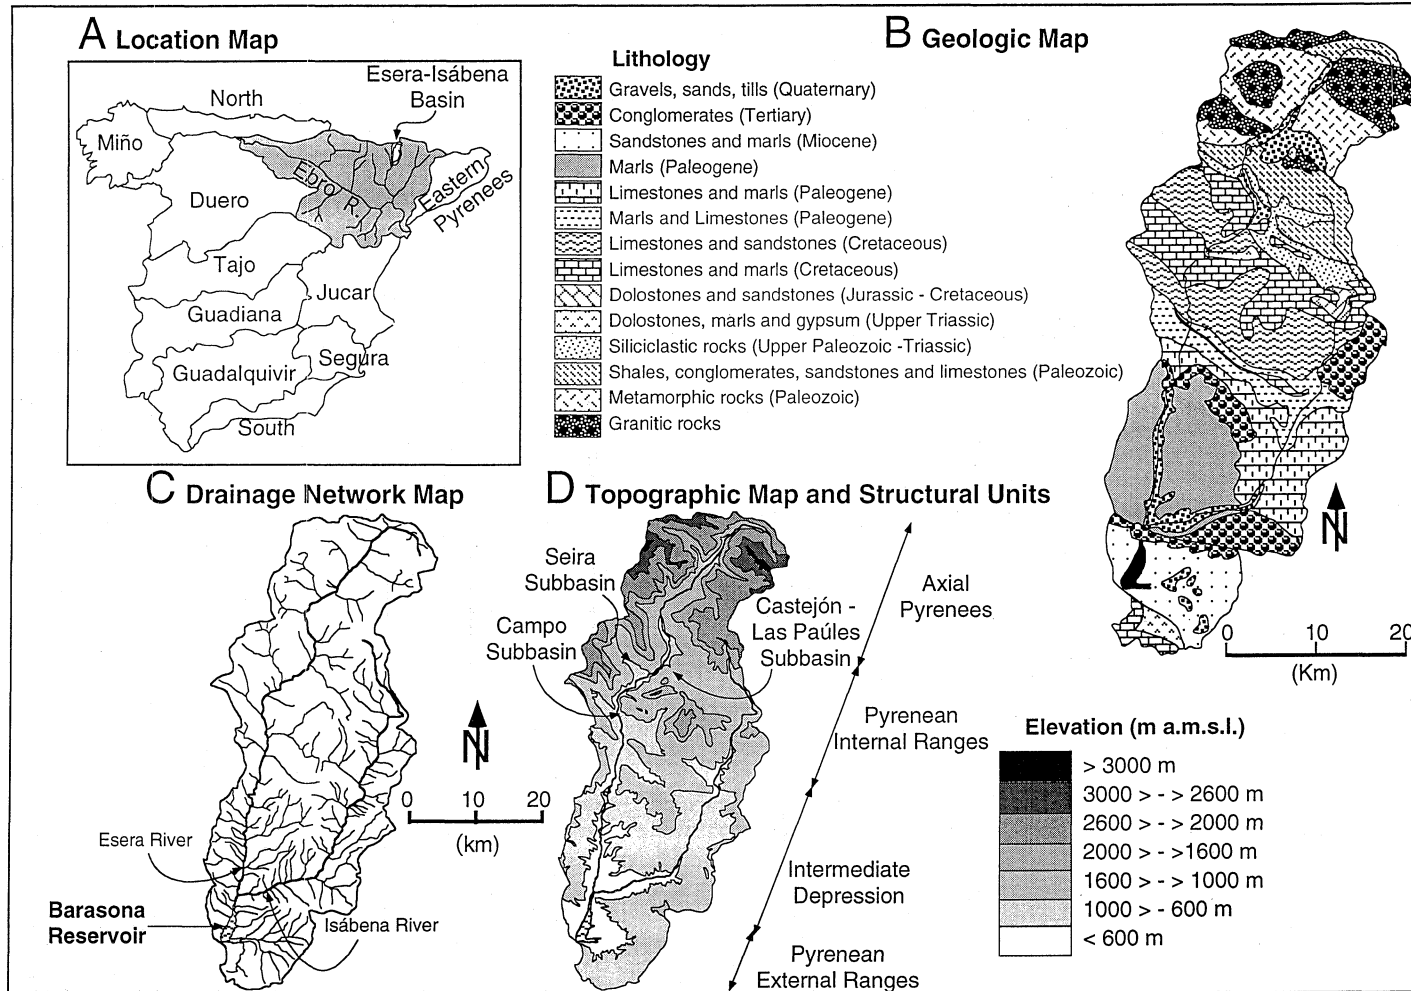 A Location Map
Esera-Isábena
Basin
North
Miño
Duero
Ebro
R.
Eastern
Pyrenees
Tajo
Jucar
Guadiana
Segura
Guadalquivir
South
Lithology
Gravels, sands, tills (Quaternary)
Conglomerates (Tertiary)
Sandstones and marls (Miocene)
Marls (Paleogene)
Limestones and marls (Paleogene)
Marls and Limestones (Paleogene)
Limestones and sandstones (Cretaceous)
Limestones and marls (Cretaceous)
Dolostones and sandstones (Jurassic - Cretaceous)
Dolostones, marls and gypsum (Upper Triassic)
Siliciclastic rocks (Upper Paleozoic -Triassic)
Shales, conglomerates, sandstones and limestones (Paleozoic)
Metamorphic rocks (Paleozoic)
Granitic rocks
B Geologic Map
N
0 10 20
(Km)
C Drainage Network Map
N
0 10 20
(km)
Esera River
Barasona
Reservoir
Isábena River
D Topographic Map and Structural Units
Seira
Subbasin
Campo
Subbasin
Castejón -
Las Paúles
Subbasin
Axial
Pyrenees
Pyrenean
Internal Ranges
Intermediate
Depression
Pyrenean
External Ranges
Elevation (m a.m.s.l.)
> 3000 m
3000 > - > 2600 m
2600 > - > 2000 m
2000 > - >1600 m
1600 > - > 1000 m
1000 > - 600 m
< 600 m